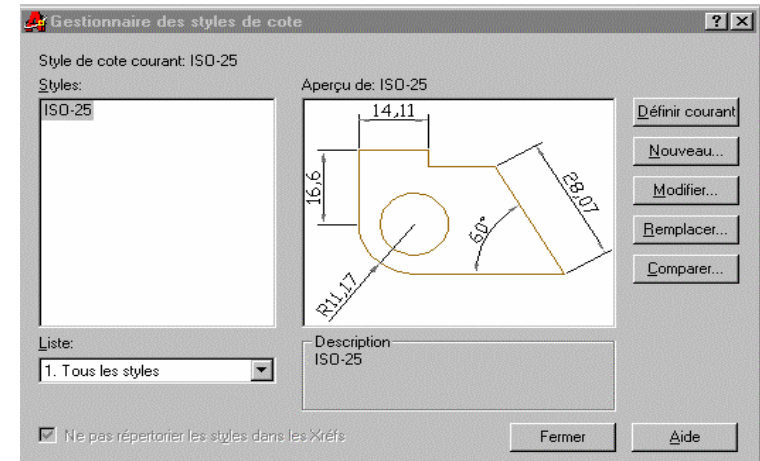 Gestionnaire des styles de cote
Style de cote courant: ISO-25
Styles:
ISO-25
Aperçu de: ISO-25
14,11
16,6
28,07
60°
R11,17
Définir courant
Nouveau...
Modifier...
Remplacer...
Comparer...
Liste:
1. Tous les styles
Description
ISO-25
Ne pas répertorier les styles dans les Xréfs
Fermer
Aide